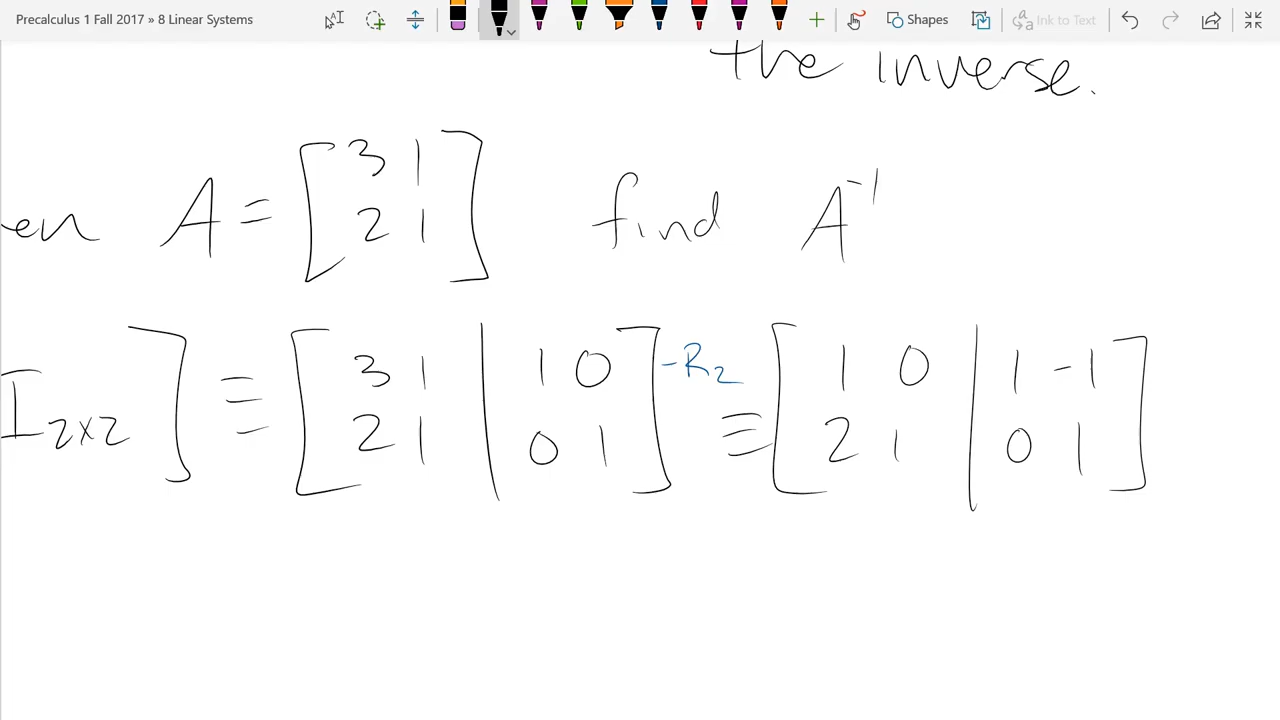 Precalculus 1 Fall 2017 » 8 Linear Systems
Shapes
Ink to Text
the inverse.
en A = [ 3 1 find A⁻¹
2 1 ]
I₂ₓ₂ ] ≡ [ 3 1 | 1 0 ] -R₂ ≡ [ 1 0 | 1 -1 ]
2 1 | 0 1 2 1 | 0 1